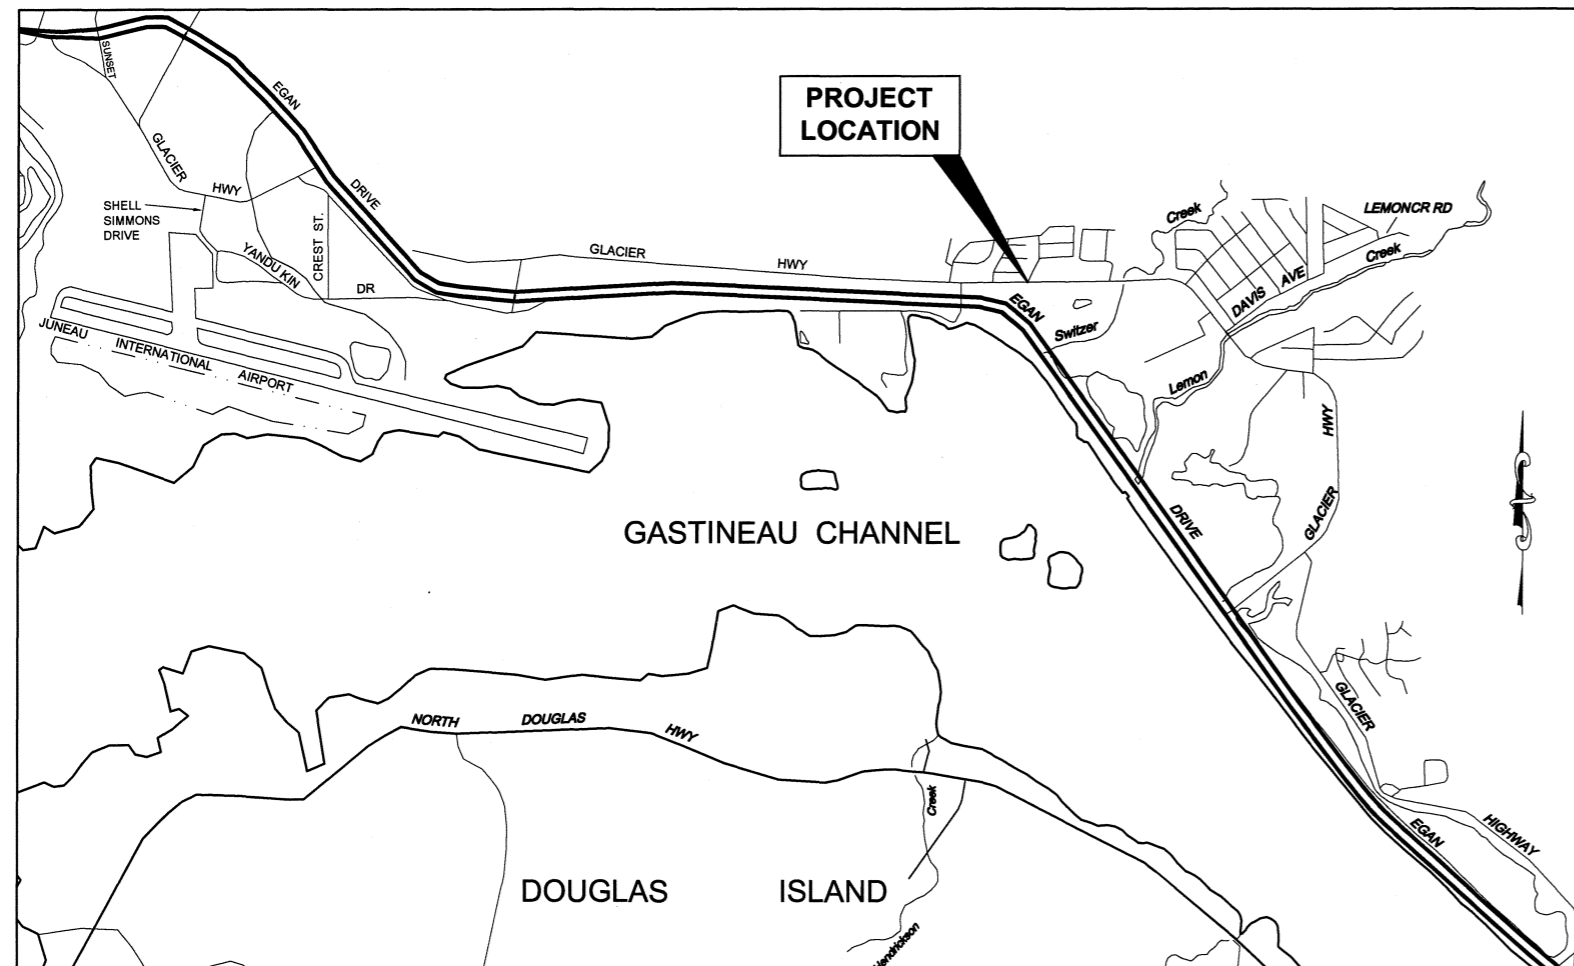 SUNSET
EGAN
PROJECT
LOCATION
GLACIER
HWY
DRIVE
SHELL
SIMMONS
DRIVE
CREST ST.
YANDU KIN
DR
GLACIER
HWY
Creek
LEMONCR RD
Creek
DAVIS AVE
EGAN
Switzer
JUNEAU INTERNATIONAL AIRPORT
Lemon
HWY
GLACIER
DRIVE
GASTINEAU CHANNEL
NORTH DOUGLAS HWY
GLACIER
Creek
EGAN
HIGHWAY
DOUGLAS ISLAND
Hendrickson